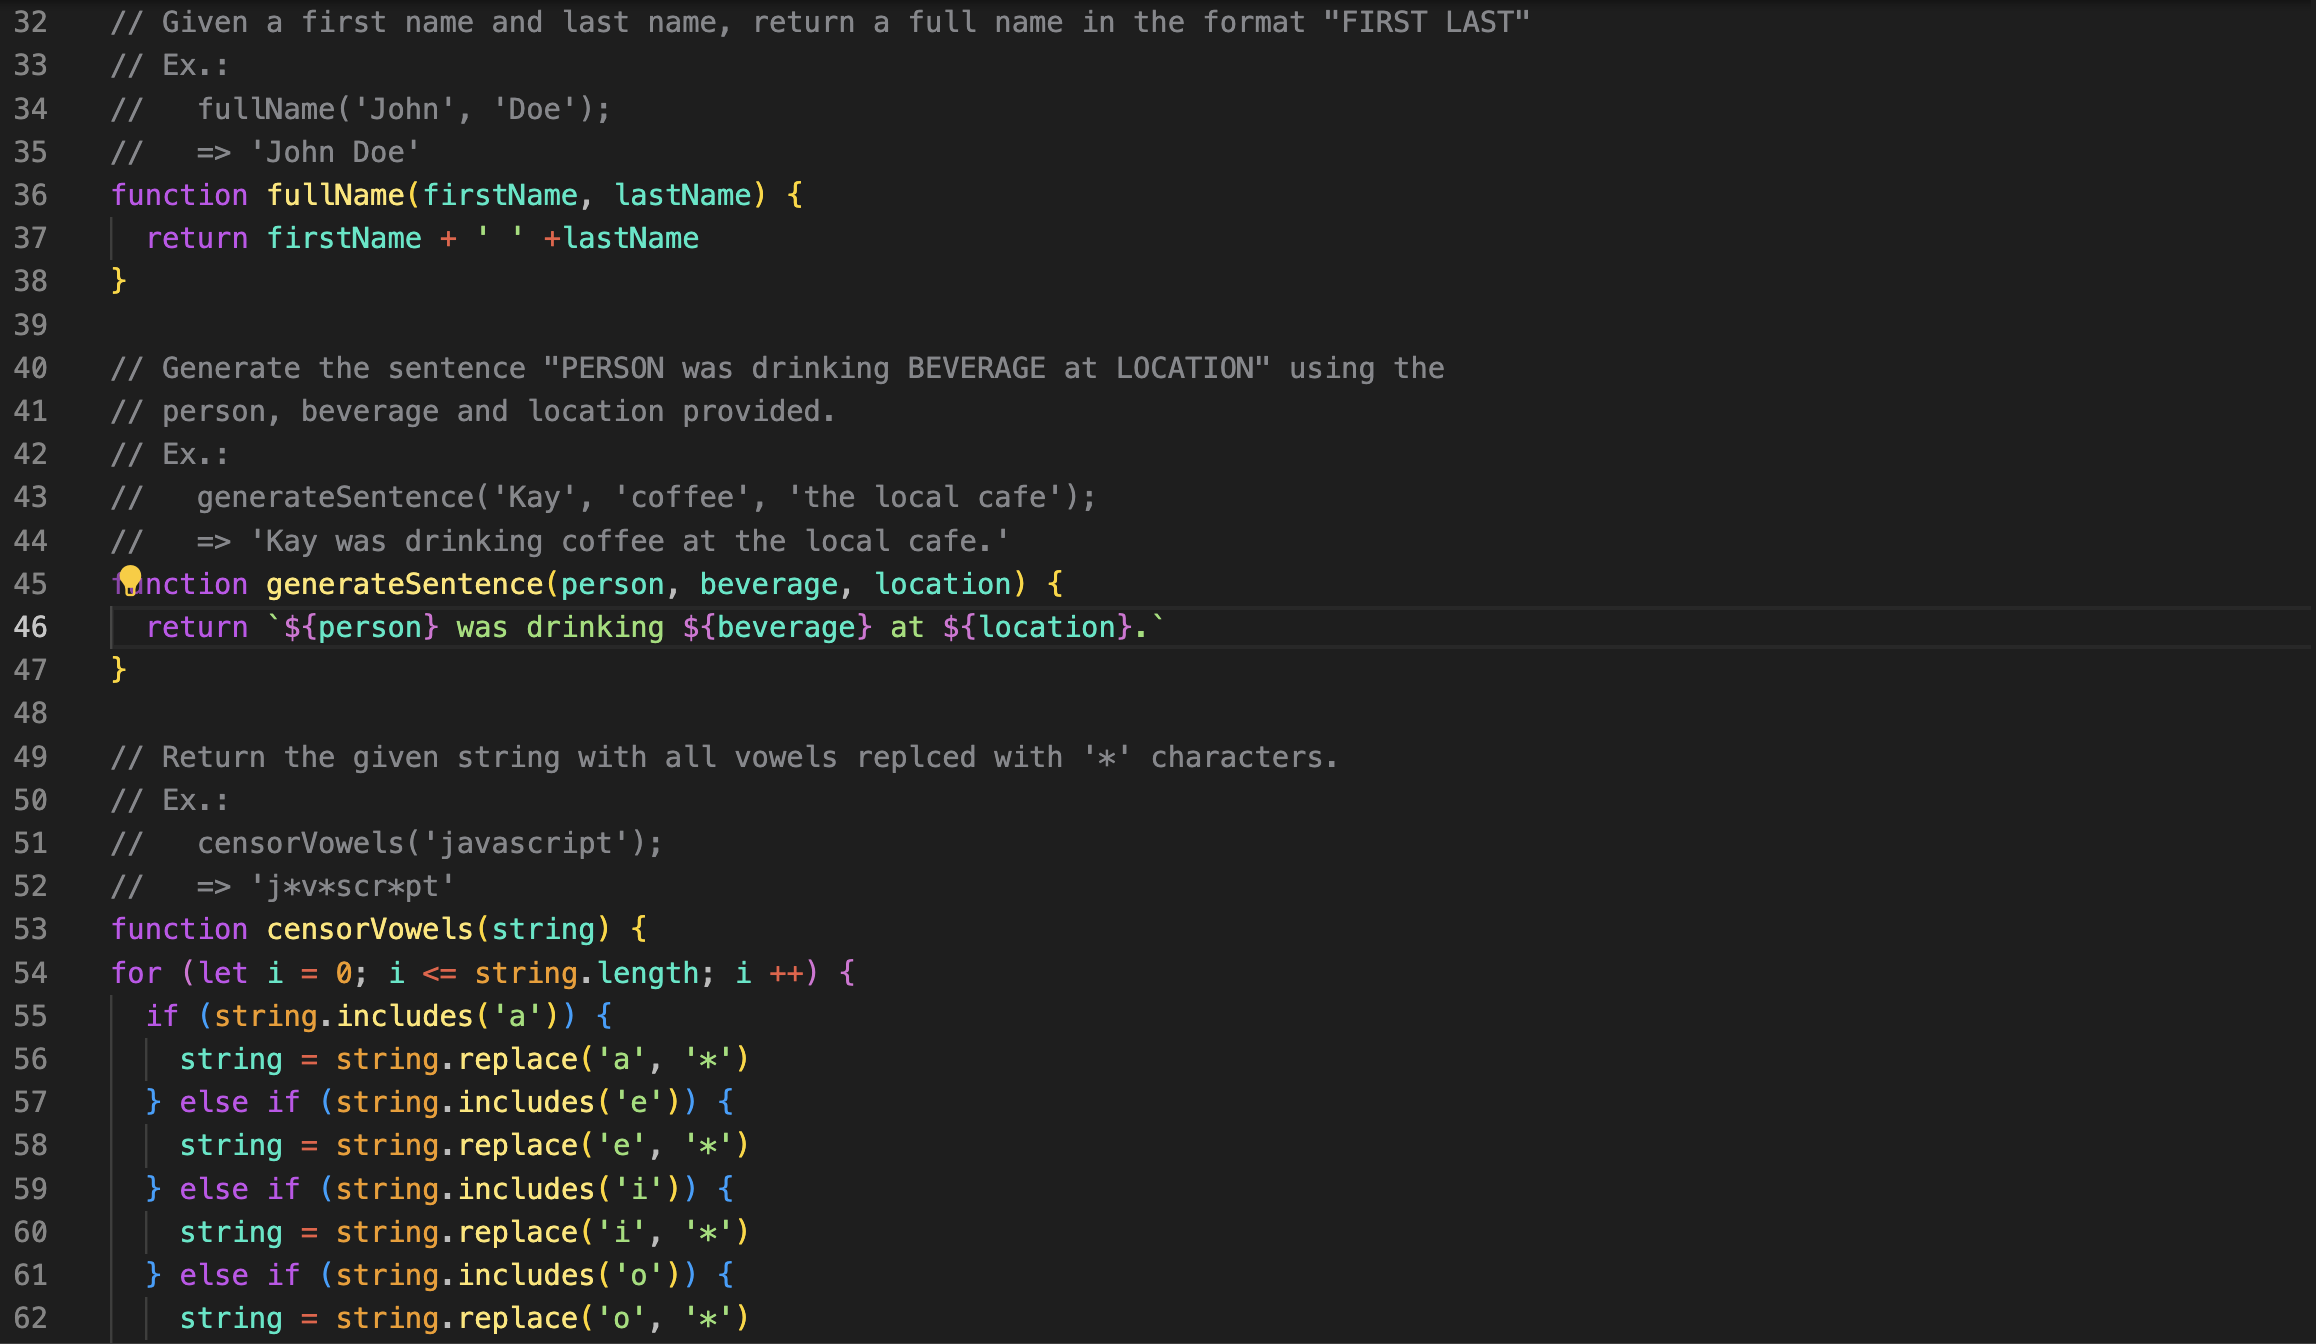 32 // Given a first name and last name, return a full name in the format "FIRST LAST"
33 // Ex.:
34 //   fullName('John', 'Doe');
35 //   => 'John Doe'
36 function fullName(firstName, lastName) {
37   return firstName + ' ' +lastName
38 }
39
40 // Generate the sentence "PERSON was drinking BEVERAGE at LOCATION" using the
41 // person, beverage and location provided.
42 // Ex.:
43 //   generateSentence('Kay', 'coffee', 'the local cafe');
44 //   => 'Kay was drinking coffee at the local cafe.'
45 function generateSentence(person, beverage, location) {
46   return `${person} was drinking ${beverage} at ${location}.`
47 }
48
49 // Return the given string with all vowels replced with '*' characters.
50 // Ex.:
51 //   censorVowels('javascript');
52 //   => 'j*v*scr*pt'
53 function censorVowels(string) {
54 for (let i = 0; i <= string.length; i ++) {
55   if (string.includes('a')) {
56     string = string.replace('a', '*')
57   } else if (string.includes('e')) {
58     string = string.replace('e', '*')
59   } else if (string.includes('i')) {
60     string = string.replace('i', '*')
61   } else if (string.includes('o')) {
62     string = string.replace('o', '*')